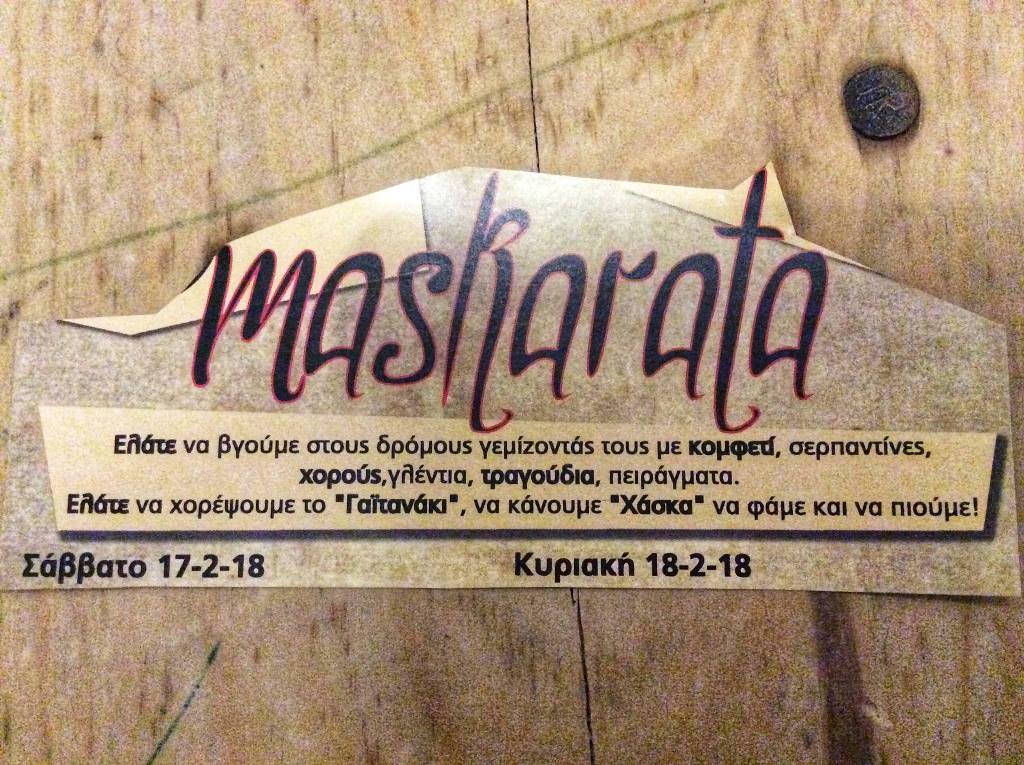 maskarata
Ελάτε να βγούμε στους δρόμους γεμίζοντάς τους με κομφετί, σερπαντίνες,
χορούς,γλέντια, τραγούδια, πειράγματα.
Ελάτε να χορέψουμε το "Γαϊτανάκι", να κάνουμε "Χάσκα" να φάμε και να πιούμε!
Σάββατο 17-2-18 Κυριακή 18-2-18